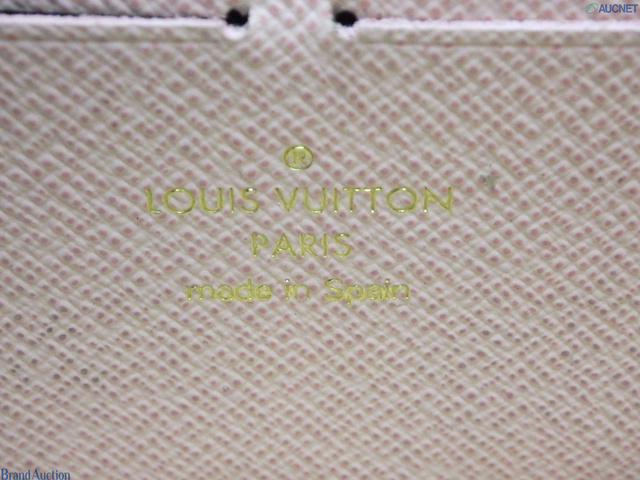 AUCNET
®
LOUIS VUITTON
PARIS
made in Spain
Brand Auction